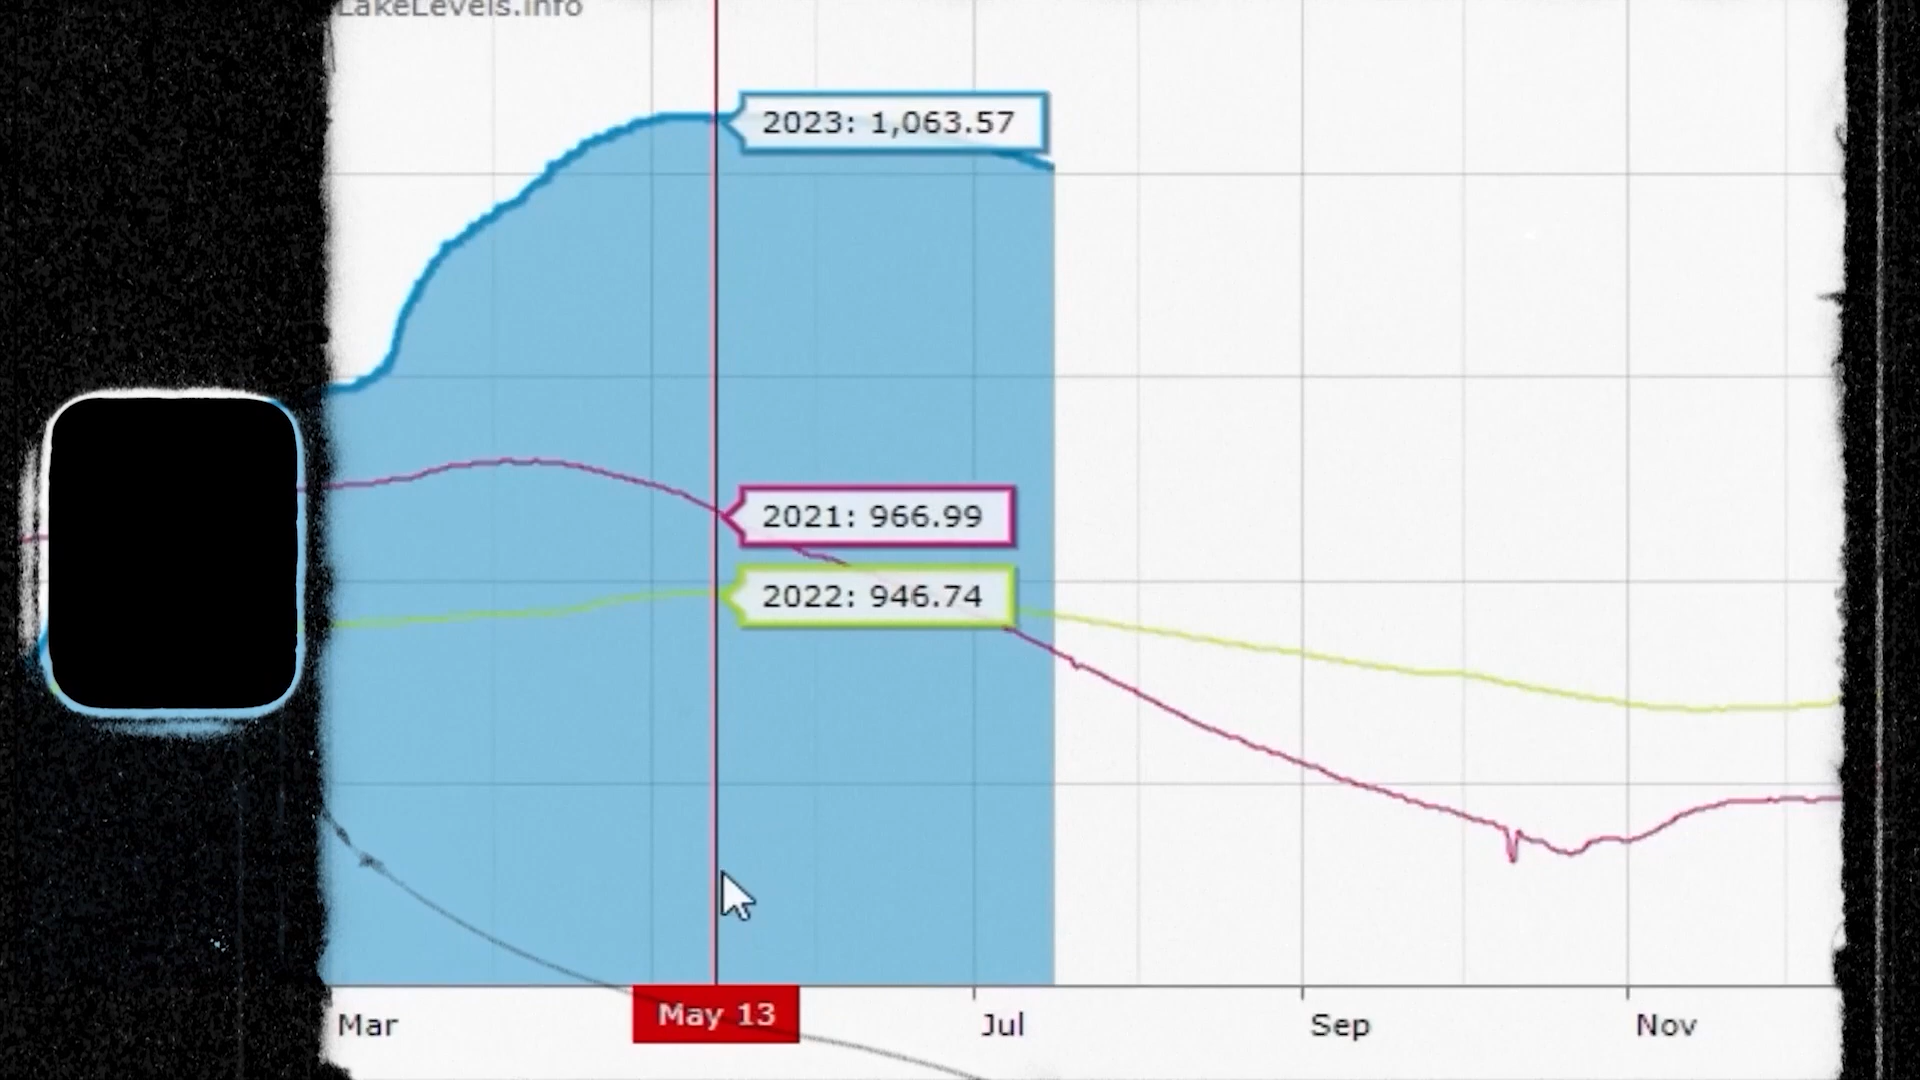 LakeLevels.info
2023: 1,063.57
2021: 966.99
2022: 946.74
Mar
May 13
Jul
Sep
Nov